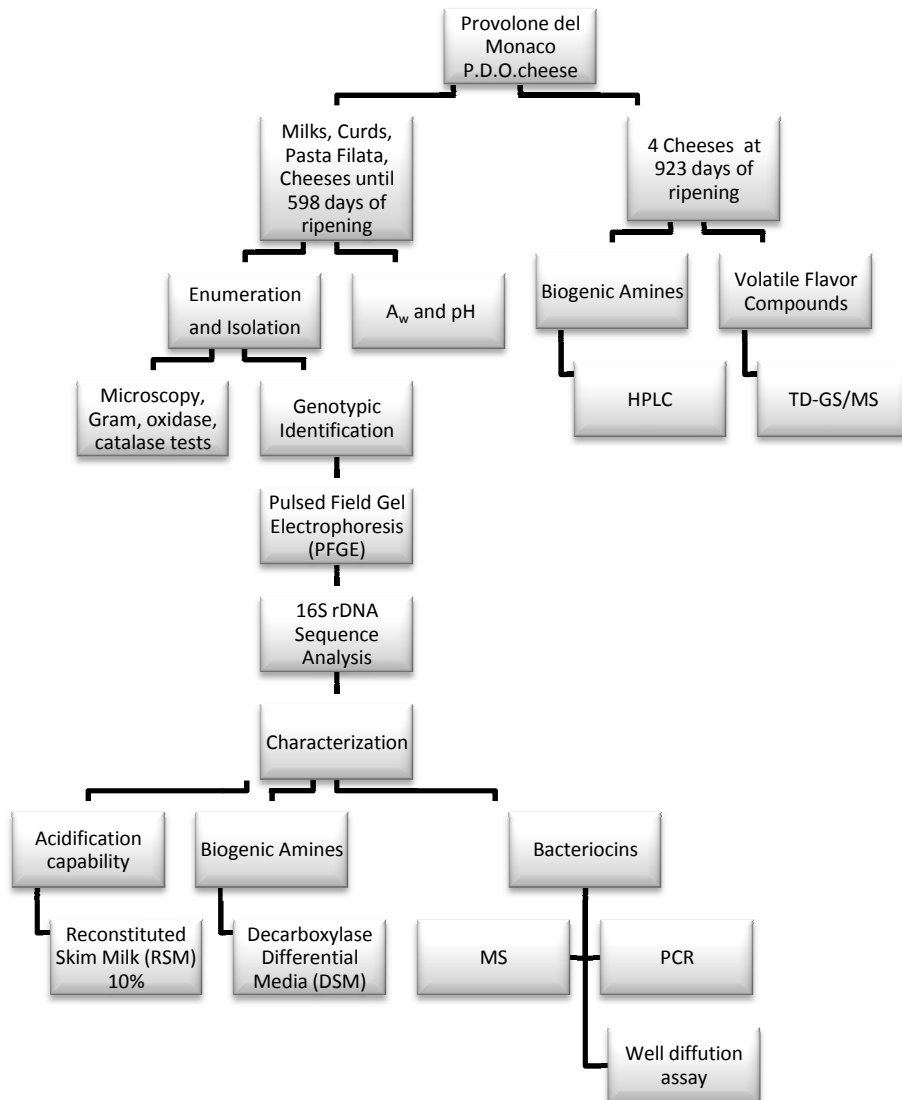 Provolone del
Monaco
P.D.O.cheese
Milks, Curds,
Pasta Filata,
Cheeses until
598 days of
ripening
4 Cheeses at
923 days of
ripening
Enumeration
and Isolation
A_w and pH
Biogenic Amines
Volatile Flavor
Compounds
Microscopy,
Gram, oxidase,
catalase tests
Genotypic
Identification
HPLC
TD-GS/MS
Pulsed Field Gel
Electrophoresis
(PFGE)
16S rDNA
Sequence
Analysis
Characterization
Acidification
capability
Biogenic Amines
Bacteriocins
Reconstituted
Skim Milk (RSM)
10%
Decarboxylase
Differential
Media (DSM)
MS
PCR
Well diffution
assay